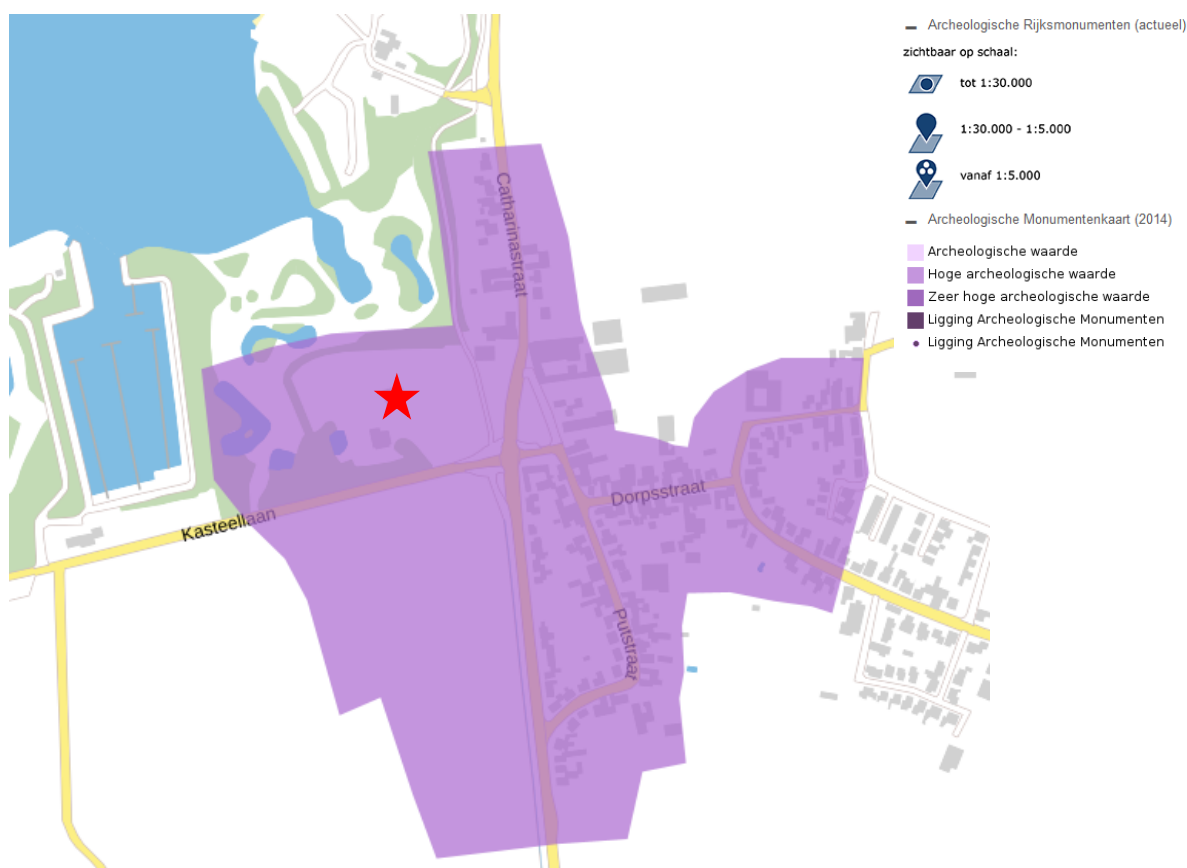 Archeologische Rijksmonumenten (actueel)
zichtbaar op schaal:
tot 1:30.000
1:30.000 - 1:5.000
vanaf 1:5.000
Archeologische Monumentenkaart (2014)
Archeologische waarde
Hoge archeologische waarde
Zeer hoge archeologische waarde
Ligging Archeologische Monumenten
Ligging Archeologische Monumenten
Catharinastraat
Dorpsstraat
Kasteellaan
Putstraat